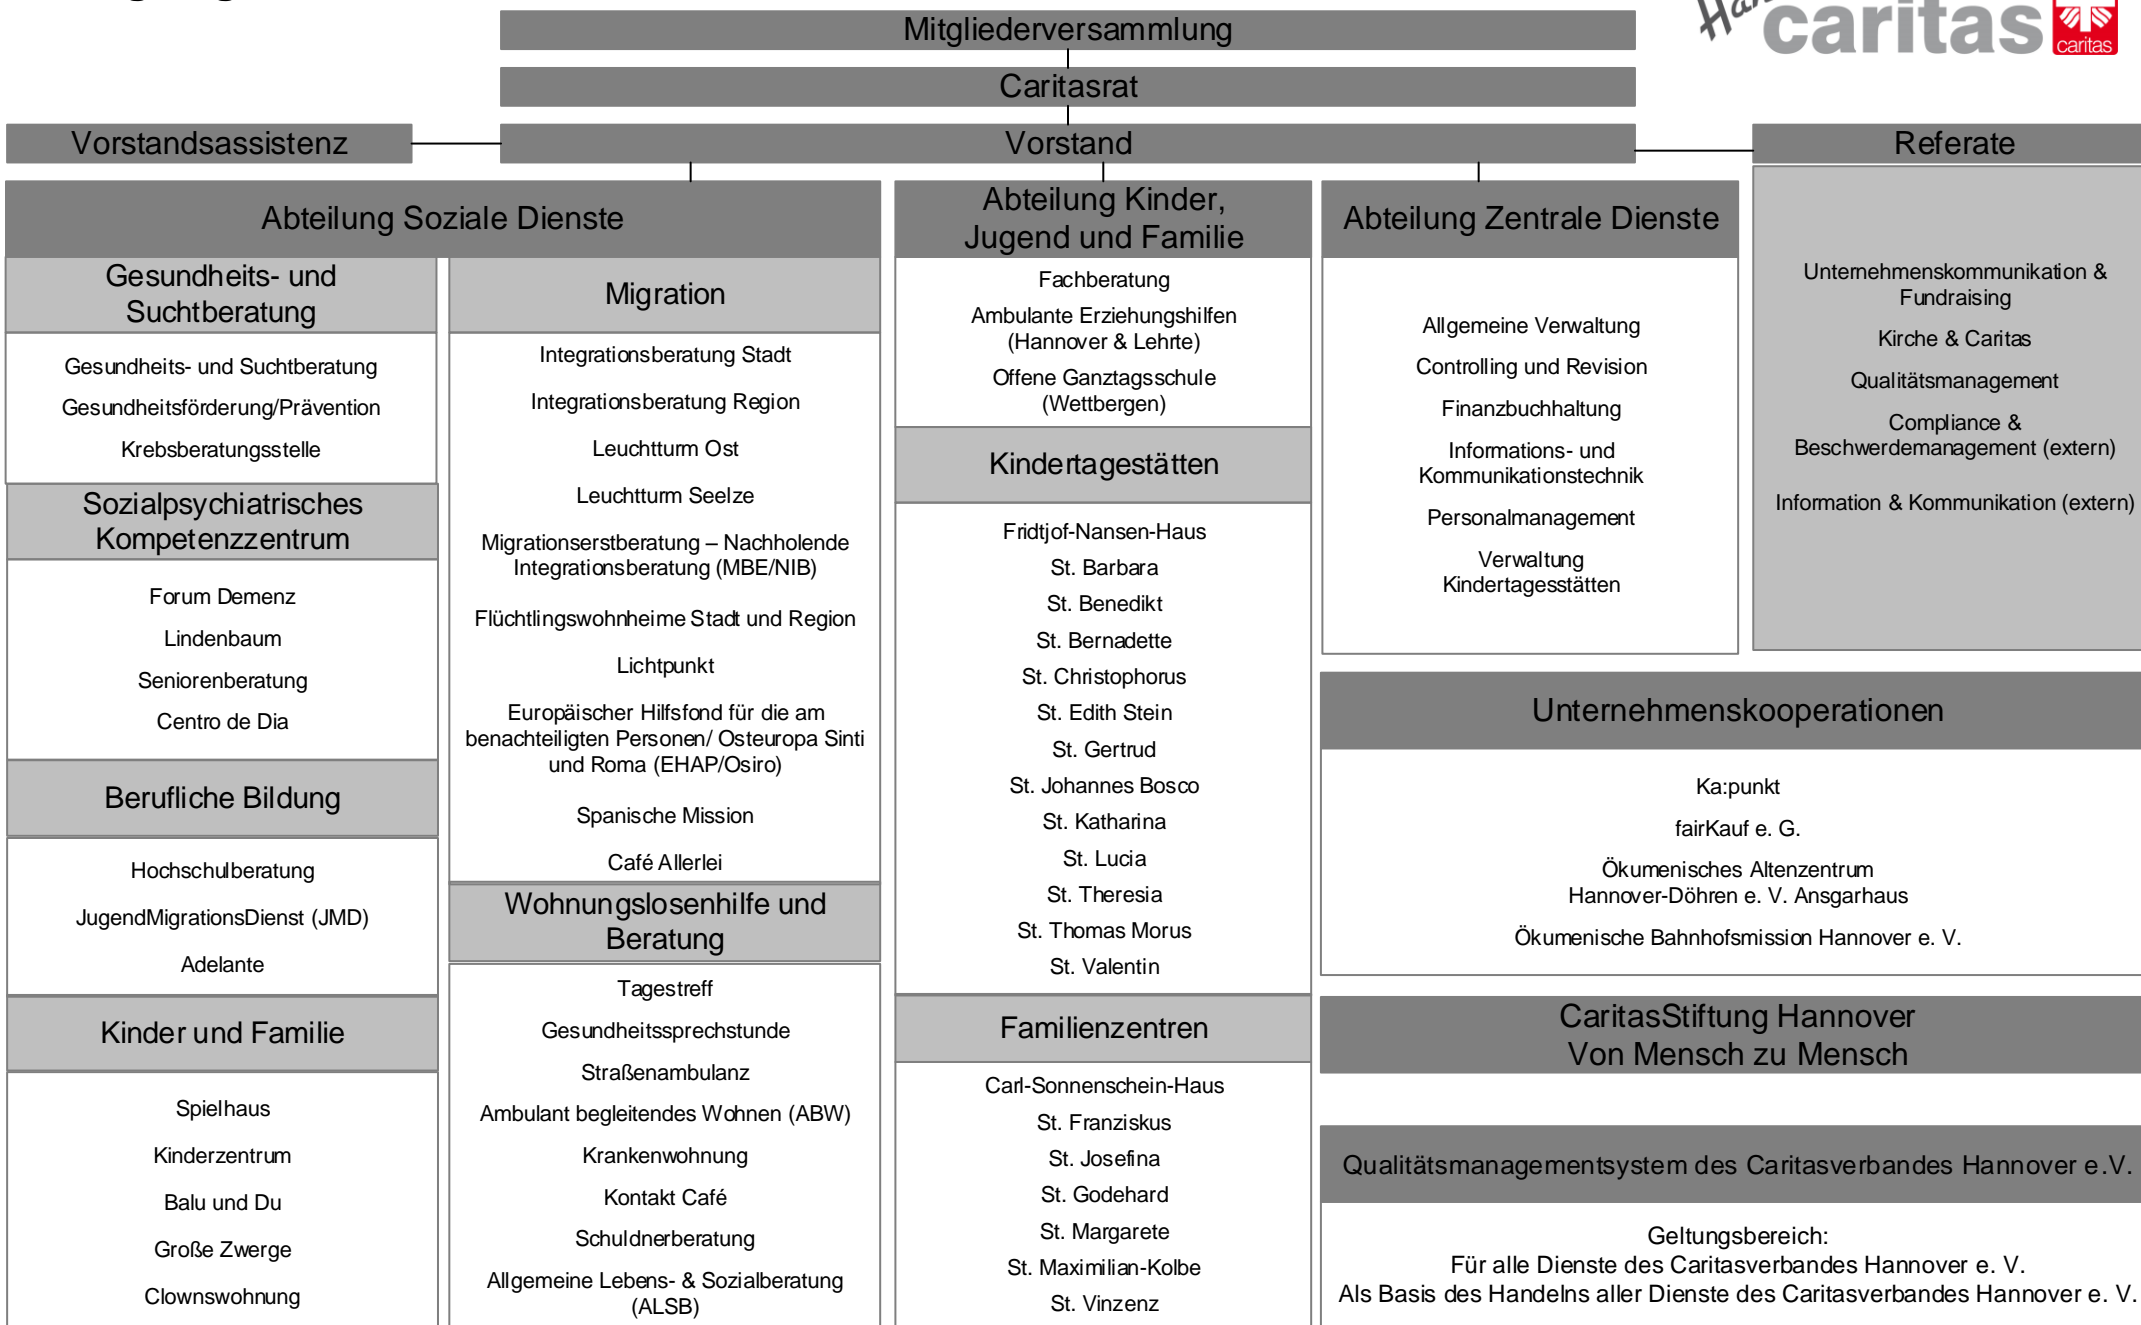 Mitgliederversammlung
caritas
caritas
Caritasrat
Vorstandsassistenz
Vorstand
Referate
Abteilung Soziale Dienste
Gesundheits- und
Suchtberatung
Gesundheits- und Suchtberatung
Gesundheitsförderung/Prävention
Krebsberatungsstelle
Sozialpsychiatrisches
Kompetenzzentrum
Forum Demenz
Lindenbaum
Seniorenberatung
Centro de Dia
Berufliche Bildung
Hochschulberatung
JugendMigrationsDienst (JMD)
Adelante
Kinder und Familie
Spielhaus
Kinderzentrum
Balu und Du
Große Zwerge
Clownswohnung
Migration
Integrationsberatung Stadt
Integrationsberatung Region
Leuchtturm Ost
Leuchtturm Seelze
Migrationserstberatung – Nachholende
Integrationsberatung (MBE/NIB)
Flüchtlingswohnheime Stadt und Region
Lichtpunkt
Europäischer Hilfsfond für die am
benachteiligten Personen/ Osteuropa Sinti
und Roma (EHAP/Osiro)
Spanische Mission
Café Allerlei
Wohnungslosenhilfe und
Beratung
Tagestreff
Gesundheitssprechstunde
Straßenambulanz
Ambulant begleitendes Wohnen (ABW)
Krankenwohnung
Kontakt Café
Schuldnerberatung
Allgemeine Lebens- & Sozialberatung
(ALSB)
Abteilung Kinder,
Jugend und Familie
Fachberatung
Ambulante Erziehungshilfen
(Hannover & Lehrte)
Offene Ganztagsschule
(Wettbergen)
Kindertagestätten
Fridtjof-Nansen-Haus
St. Barbara
St. Benedikt
St. Bernadette
St. Christophorus
St. Edith Stein
St. Gertrud
St. Johannes Bosco
St. Katharina
St. Lucia
St. Theresia
St. Thomas Morus
St. Valentin
Familienzentren
Carl-Sonnenschein-Haus
St. Franziskus
St. Josefina
St. Godehard
St. Margarete
St. Maximilian-Kolbe
St. Vinzenz
Abteilung Zentrale Dienste
Allgemeine Verwaltung
Controlling und Revision
Finanzbuchhaltung
Informations- und
Kommunikationstechnik
Personalmanagement
Verwaltung
Kindertagesstätten
Unternehmenskommunikation &
Fundraising
Kirche & Caritas
Qualitätsmanagement
Compliance &
Beschwerdemanagement (extern)
Information & Kommunikation (extern)
Unternehmenskooperationen
Ka:punkt
fairKauf e. G.
Ökumenisches Altenzentrum
Hannover-Döhren e. V. Ansgarhaus
Ökumenische Bahnhofsmission Hannover e. V.
CaritasStiftung Hannover
Von Mensch zu Mensch
Qualitätsmanagementsystem des Caritasverbandes Hannover e.V.
Geltungsbereich:
Für alle Dienste des Caritasverbandes Hannover e. V.
Als Basis des Handelns aller Dienste des Caritasverbandes Hannover e. V.